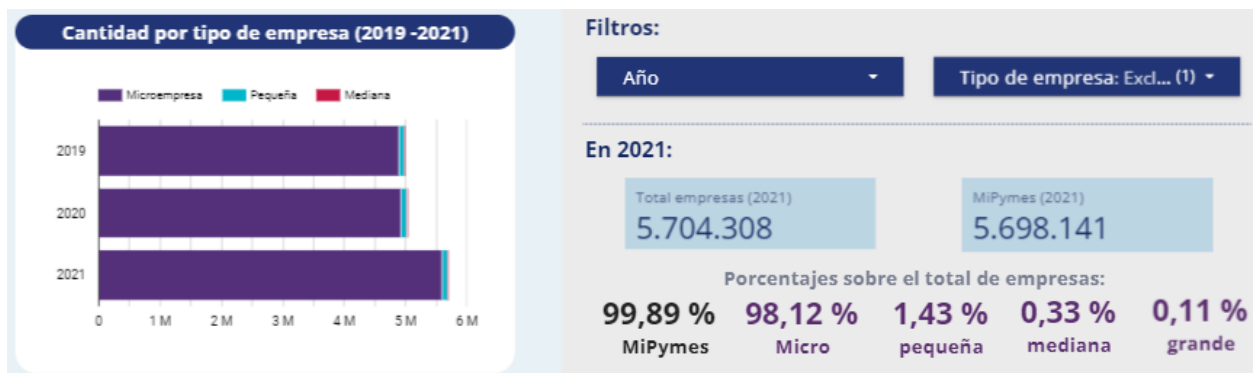 Cantidad por tipo de empresa (2019 -2021)
Microempresa Pequeña Mediana
2019
2020
2021
0 1 M 2 M 3 M 4 M 5 M 6 M
Filtros:
Año
Tipo de empresa: Excl... (1)
En 2021:
Total empresas (2021)
5.704.308
MiPymes (2021)
5.698.141
Porcentajes sobre el total de empresas:
99,89 % 98,12 % 1,43 % 0,33 % 0,11 %
MiPymes Micro pequeña mediana grande